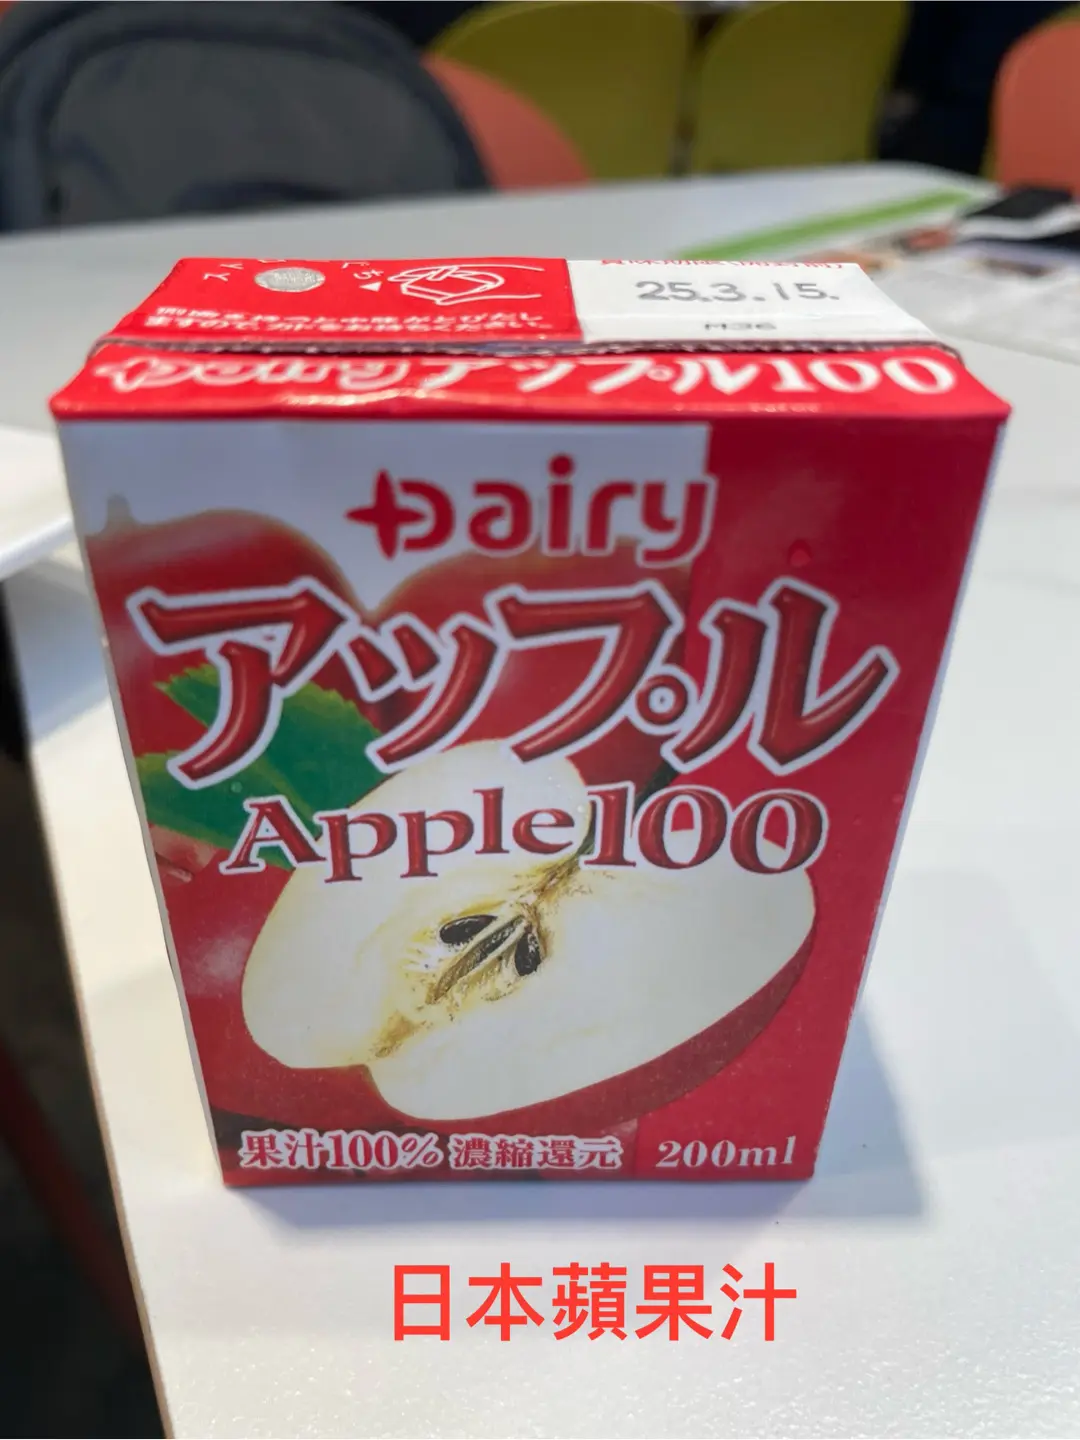 25.3.15.
M36
アップル100
Dairy
アップル
Apple100
果汁100% 濃縮還元 200ml
日本蘋果汁